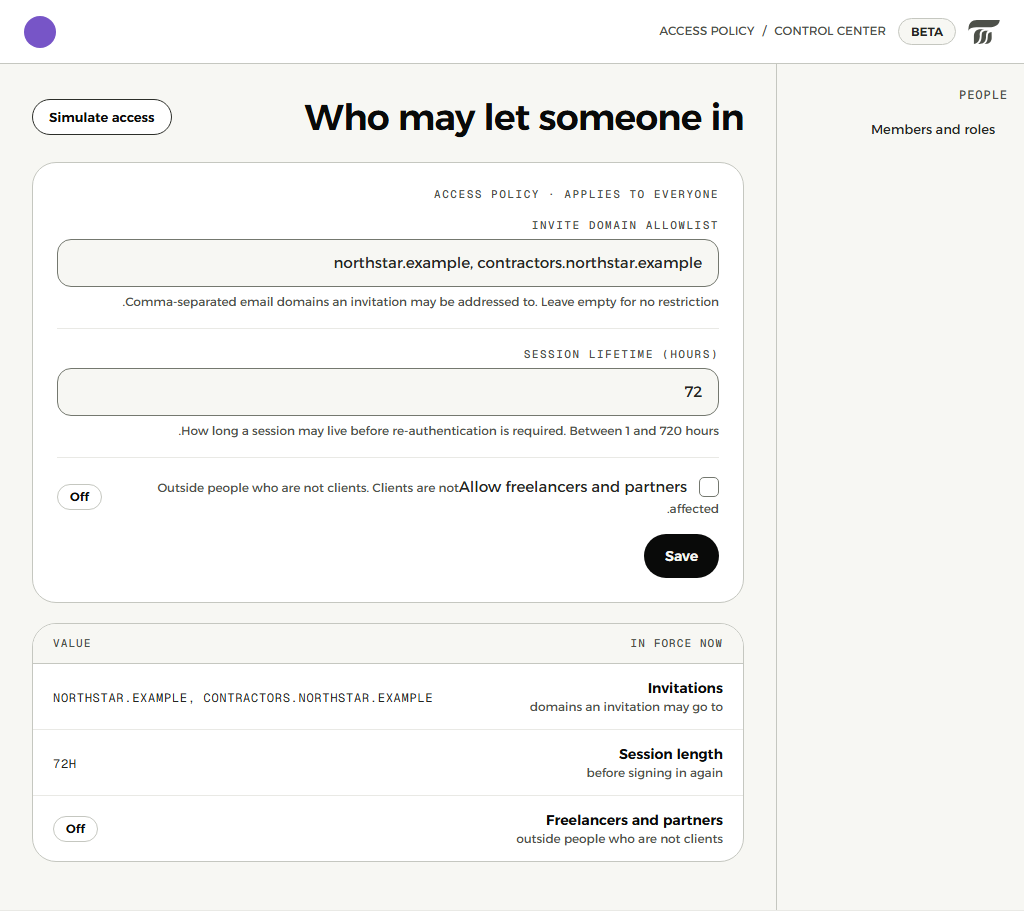 ACCESS POLICY / CONTROL CENTER
BETA
PEOPLE
Members and roles
Who may let someone in
Simulate access
ACCESS POLICY · APPLIES TO EVERYONE
INVITE DOMAIN ALLOWLIST
northstar.example, contractors.northstar.example
.Comma-separated email domains an invitation may be addressed to. Leave empty for no restriction
SESSION LIFETIME (HOURS)
72
.How long a session may live before re-authentication is required. Between 1 and 720 hours
Allow freelancers and partners
Outside people who are not clients. Clients are not
.affected
Off
Save
IN FORCE NOW
VALUE
Invitations
domains an invitation may go to
NORTHSTAR.EXAMPLE, CONTRACTORS.NORTHSTAR.EXAMPLE
Session length
before signing in again
72H
Freelancers and partners
outside people who are not clients
Off